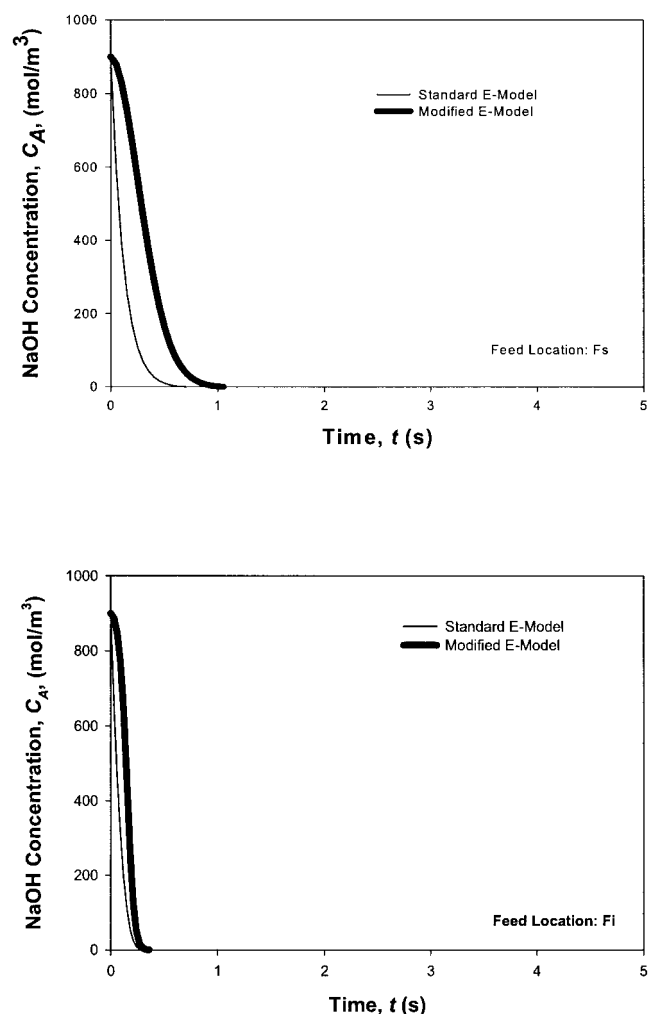 1000
800
600
400
200
0
NaOH Concentration, C_A, (mol/m³)
Standard E-Model
Modified E-Model
Feed Location: Fs
0 1 2 3 4 5
Time, t (s)
1000
800
600
400
200
0
NaOH Concentration, C_A, (mol/m³)
Standard E-Model
Modified E-Model
Feed Location: Fi
0 1 2 3 4 5
Time, t (s)